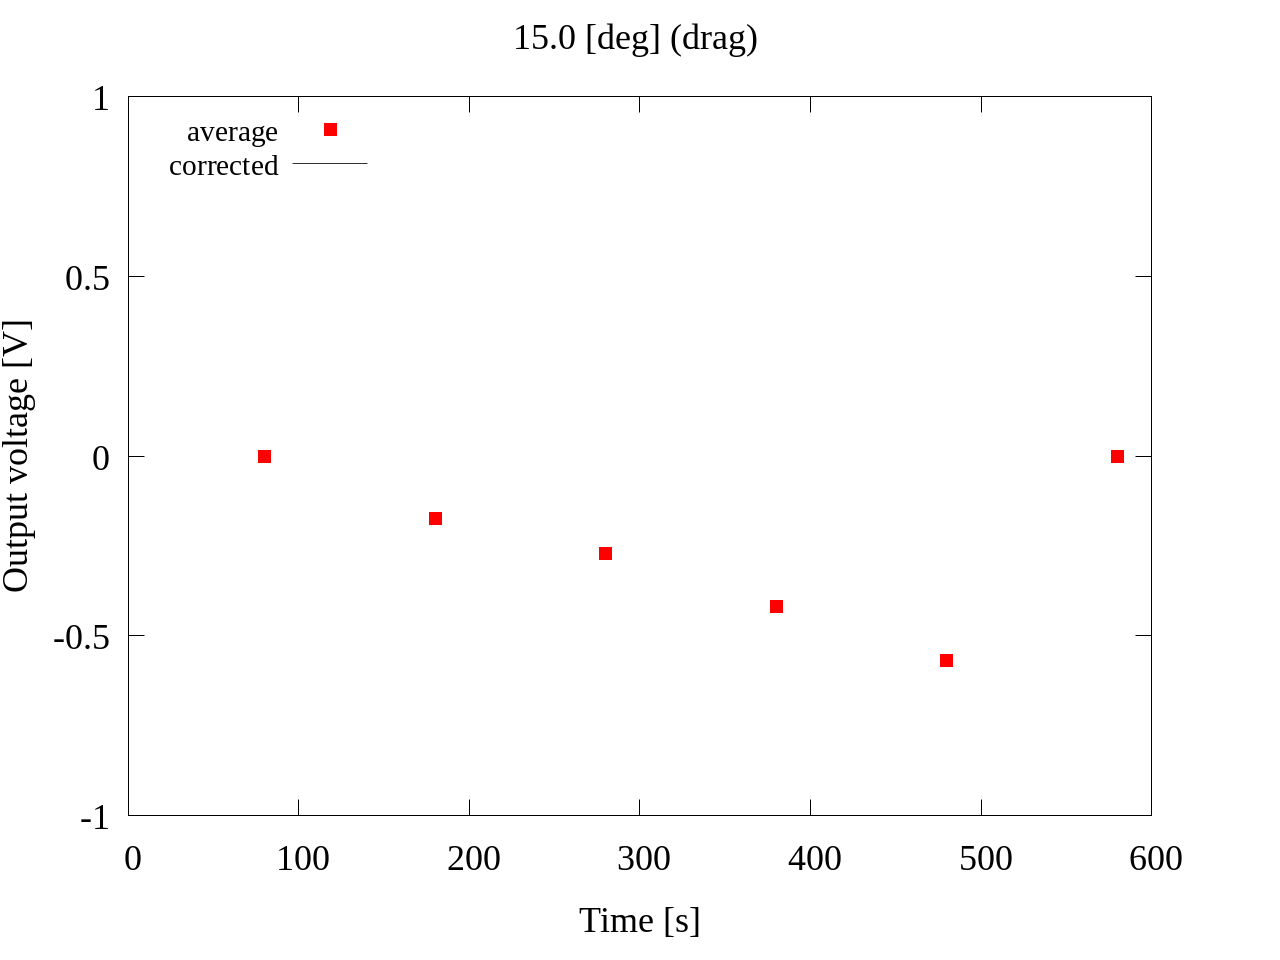 15.0 [deg] (drag)
average
corrected
1
0.5
0
-0.5
-1
Output voltage [V]
0 100 200 300 400 500 600
Time [s]